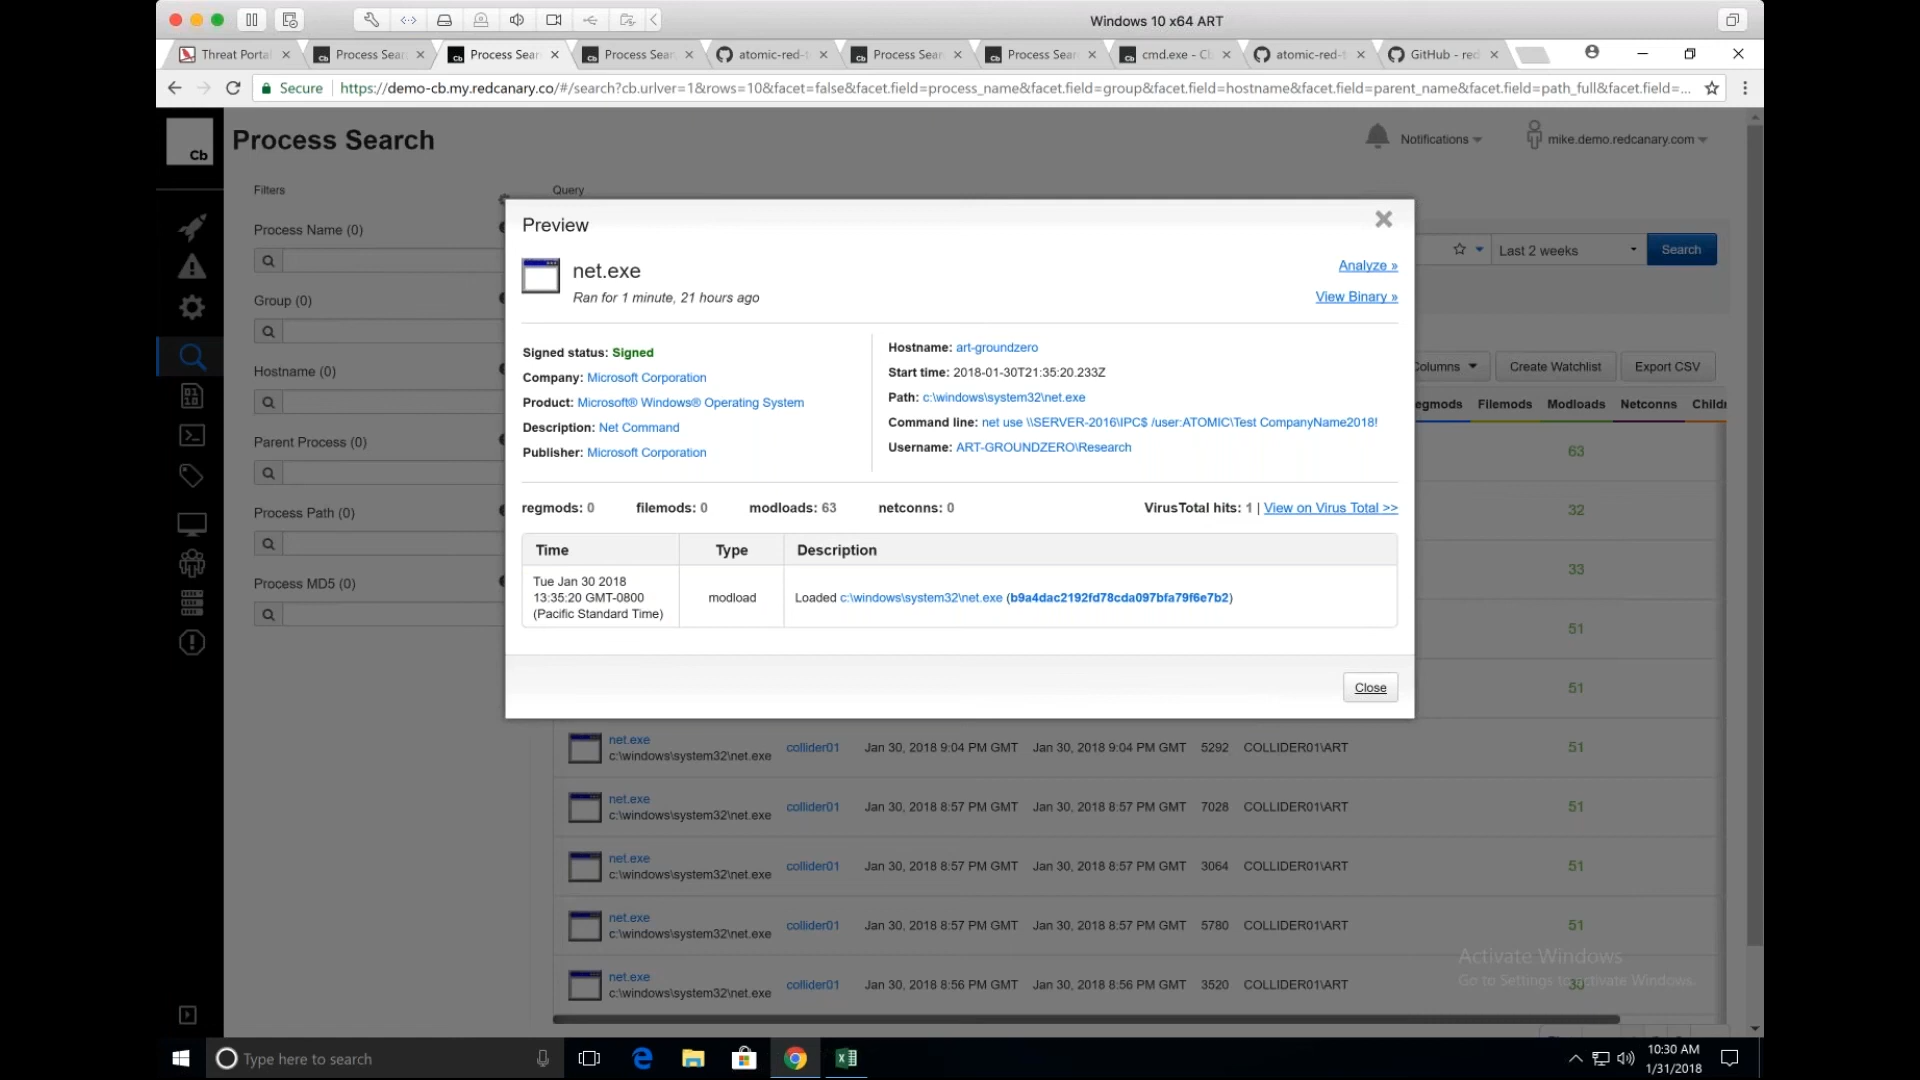 Windows 10 x64 ART
Threat Portal
Process Sear
Process Sear
Process Sear
atomic-red-t
Process Sear
Process Sear
cmd.exe - C
atomic-red-t
GitHub - red
Secure
https://demo-cb.my.redcanary.co/#/search?cb.urlver=1&rows=10&facet=false&facet.field=process_name&facet.field=group&facet.field=hostname&facet.field=parent_name&facet.field=path_full&facet.field=...
Cb
Process Search
Notifications
mike.demo.redcanary.com
Filters
Query
Process Name (0)
Group (0)
Hostname (0)
Parent Process (0)
Process Path (0)
Process MD5 (0)
Last 2 weeks
Search
Create Watchlist
Export CSV
Filemods
Modloads
Netconns
Preview
net.exe
Ran for 1 minute, 21 hours ago
Analyze »
View Binary »
Signed status: Signed
Company: Microsoft Corporation
Product: Microsoft® Windows® Operating System
Description: Net Command
Publisher: Microsoft Corporation
Hostname: art-groundzero
Start time: 2018-01-30T21:35:20.233Z
Path: c:\windows\system32\net.exe
Command line: net use \\SERVER-2016\IPC$ /user:ATOMIC\Test CompanyName2018!
Username: ART-GROUNDZERO\Research
regmods: 0 filemods: 0 modloads: 63 netconns: 0
VirusTotal hits: 1 | View on Virus Total >>
Time Type Description
Tue Jan 30 2018
13:35:20 GMT-0800
(Pacific Standard Time)
modload
Loaded c:\windows\system32\net.exe (b9a4dac2192fd78cda097bfa79f6e7b2)
Close
63
32
33
51
51
net.exe
c:\windows\system32\net.exe
collider01 Jan 30, 2018 9:04 PM GMT Jan 30, 2018 9:04 PM GMT 5292 COLLIDER01\ART 51
net.exe
c:\windows\system32\net.exe
collider01 Jan 30, 2018 8:57 PM GMT Jan 30, 2018 8:57 PM GMT 7028 COLLIDER01\ART 51
net.exe
c:\windows\system32\net.exe
collider01 Jan 30, 2018 8:57 PM GMT Jan 30, 2018 8:57 PM GMT 3064 COLLIDER01\ART 51
net.exe
c:\windows\system32\net.exe
collider01 Jan 30, 2018 8:57 PM GMT Jan 30, 2018 8:57 PM GMT 5780 COLLIDER01\ART 51
net.exe
c:\windows\system32\net.exe
collider01 Jan 30, 2018 8:56 PM GMT Jan 30, 2018 8:56 PM GMT 3520 COLLIDER01\ART 30
Activate Windows
Go to Settings to activate Windows.
Type here to search
10:30 AM
1/31/2018